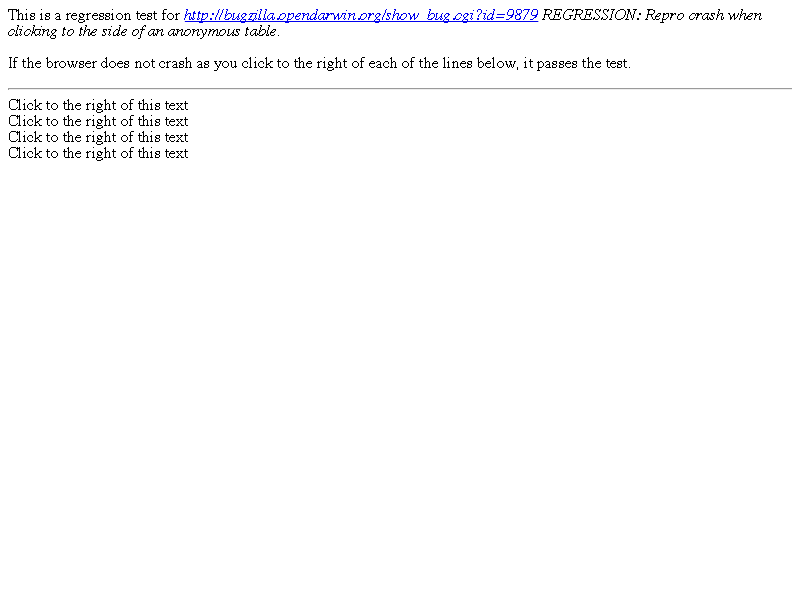 This is a regression test for http://bugzilla.opendarwin.org/show_bug.cgi?id=9879 REGRESSION: Repro crash when
clicking to the side of an anonymous table.
If the browser does not crash as you click to the right of each of the lines below, it passes the test.
Click to the right of this text
Click to the right of this text
Click to the right of this text
Click to the right of this text